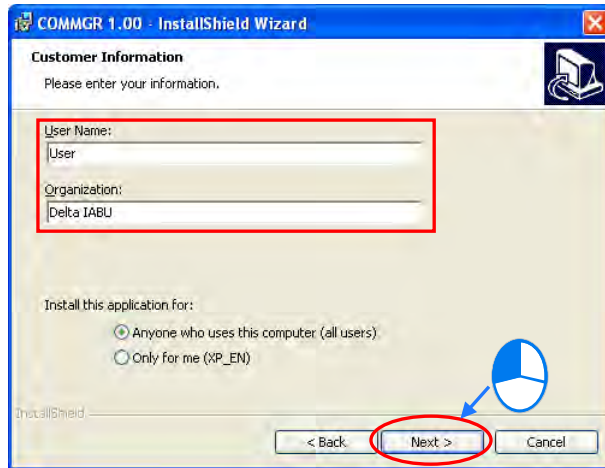 COMMGR 1.00 - InstallShield Wizard
Customer Information
Please enter your information.
User Name:
User
Organization:
Delta IABU
Install this application for:
Anyone who uses this computer (all users)
Only for me (XP_EN)
InstallShield
< Back
Next >
Cancel